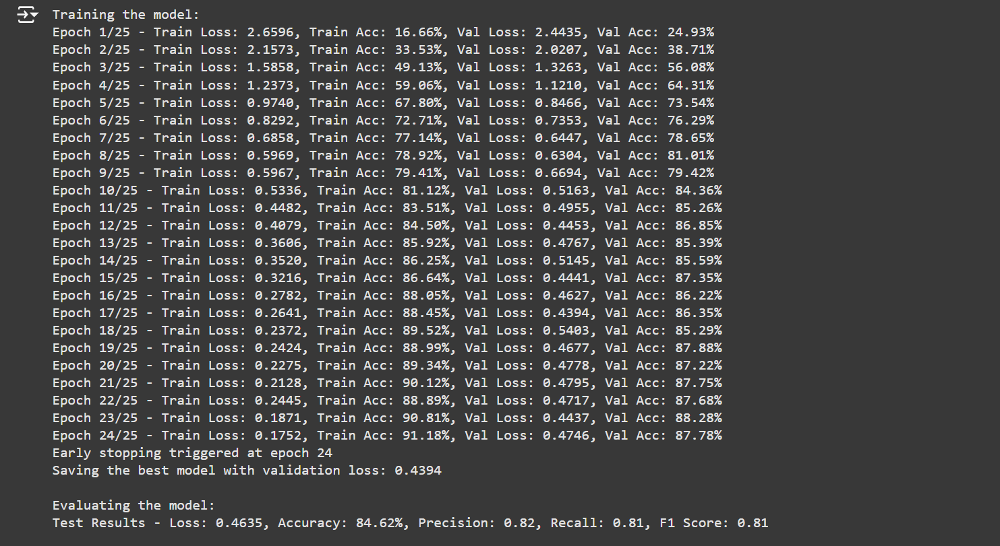 Training the model:
Epoch 1/25 - Train Loss: 2.6596, Train Acc: 16.66%, Val Loss: 2.4435, Val Acc: 24.93%
Epoch 2/25 - Train Loss: 2.1573, Train Acc: 33.53%, Val Loss: 2.0207, Val Acc: 38.71%
Epoch 3/25 - Train Loss: 1.5858, Train Acc: 49.13%, Val Loss: 1.3263, Val Acc: 56.08%
Epoch 4/25 - Train Loss: 1.2373, Train Acc: 59.06%, Val Loss: 1.1210, Val Acc: 64.31%
Epoch 5/25 - Train Loss: 0.9740, Train Acc: 67.80%, Val Loss: 0.8466, Val Acc: 73.54%
Epoch 6/25 - Train Loss: 0.8292, Train Acc: 72.71%, Val Loss: 0.7353, Val Acc: 76.29%
Epoch 7/25 - Train Loss: 0.6858, Train Acc: 77.14%, Val Loss: 0.6447, Val Acc: 78.65%
Epoch 8/25 - Train Loss: 0.5969, Train Acc: 78.92%, Val Loss: 0.6304, Val Acc: 81.01%
Epoch 9/25 - Train Loss: 0.5967, Train Acc: 79.41%, Val Loss: 0.6694, Val Acc: 79.42%
Epoch 10/25 - Train Loss: 0.5336, Train Acc: 81.12%, Val Loss: 0.5163, Val Acc: 84.36%
Epoch 11/25 - Train Loss: 0.4482, Train Acc: 83.51%, Val Loss: 0.4955, Val Acc: 85.26%
Epoch 12/25 - Train Loss: 0.4079, Train Acc: 84.50%, Val Loss: 0.4453, Val Acc: 86.85%
Epoch 13/25 - Train Loss: 0.3606, Train Acc: 85.92%, Val Loss: 0.4767, Val Acc: 85.39%
Epoch 14/25 - Train Loss: 0.3520, Train Acc: 86.25%, Val Loss: 0.5145, Val Acc: 85.59%
Epoch 15/25 - Train Loss: 0.3216, Train Acc: 86.64%, Val Loss: 0.4441, Val Acc: 87.35%
Epoch 16/25 - Train Loss: 0.2782, Train Acc: 88.05%, Val Loss: 0.4627, Val Acc: 86.22%
Epoch 17/25 - Train Loss: 0.2641, Train Acc: 88.45%, Val Loss: 0.4394, Val Acc: 86.35%
Epoch 18/25 - Train Loss: 0.2372, Train Acc: 89.52%, Val Loss: 0.5403, Val Acc: 85.29%
Epoch 19/25 - Train Loss: 0.2424, Train Acc: 88.99%, Val Loss: 0.4677, Val Acc: 87.88%
Epoch 20/25 - Train Loss: 0.2275, Train Acc: 89.34%, Val Loss: 0.4778, Val Acc: 87.22%
Epoch 21/25 - Train Loss: 0.2128, Train Acc: 90.12%, Val Loss: 0.4795, Val Acc: 87.75%
Epoch 22/25 - Train Loss: 0.2445, Train Acc: 88.89%, Val Loss: 0.4717, Val Acc: 87.68%
Epoch 23/25 - Train Loss: 0.1871, Train Acc: 90.81%, Val Loss: 0.4437, Val Acc: 88.28%
Epoch 24/25 - Train Loss: 0.1752, Train Acc: 91.18%, Val Loss: 0.4746, Val Acc: 87.78%
Early stopping triggered at epoch 24
Saving the best model with validation loss: 0.4394
Evaluating the model:
Test Results - Loss: 0.4635, Accuracy: 84.62%, Precision: 0.82, Recall: 0.81, F1 Score: 0.81